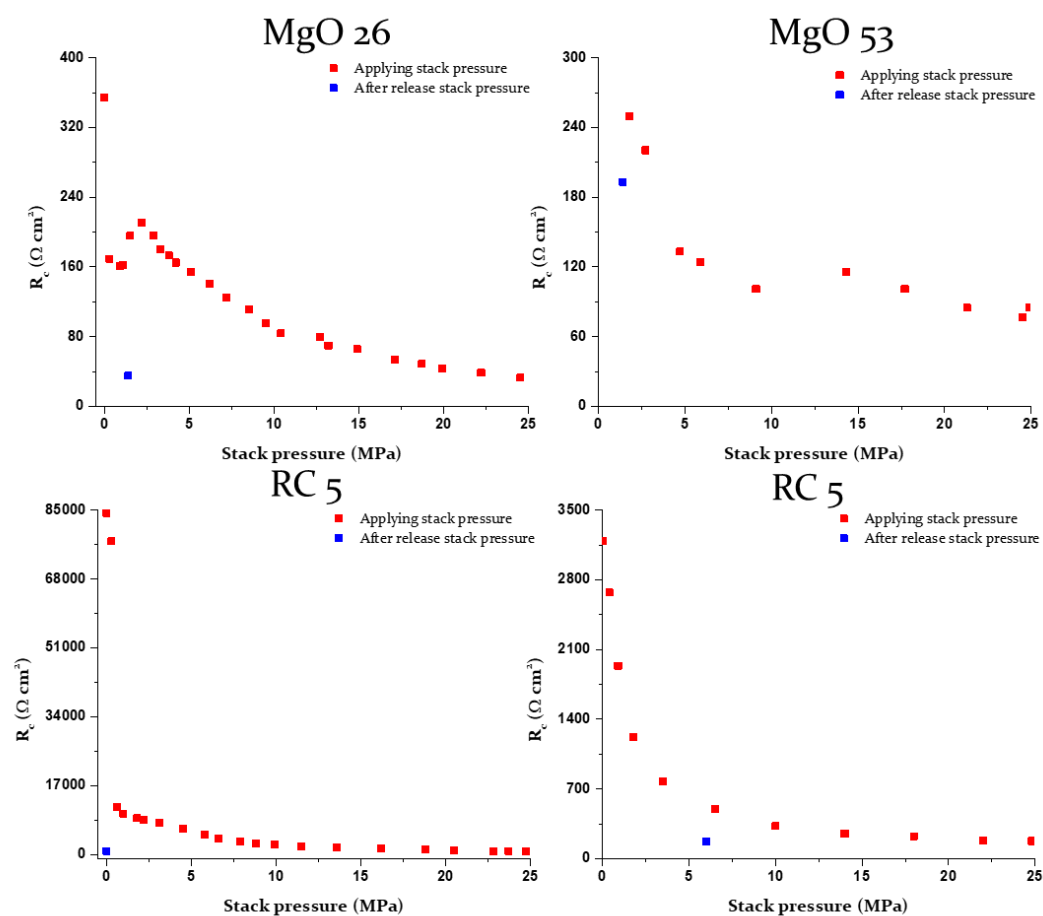 MgO 26
400
320
240
160
80
0
Applying stack pressure
After release stack pressure
R_c (Ω cm²)
0 5 10 15 20 25
Stack pressure (MPa)
MgO 53
300
240
180
120
60
0
Applying stack pressure
After release stack pressure
R_c (Ω cm²)
0 5 10 15 20 25
Stack pressure (MPa)
RC 5
85000
68000
51000
34000
17000
0
Applying stack pressure
After release stack pressure
R_c (Ω cm²)
0 5 10 15 20 25
Stack pressure (MPa)
RC 5
3500
2800
2100
1400
700
0
Applying stack pressure
After release stack pressure
R_c (Ω cm²)
0 5 10 15 20 25
Stack pressure (MPa)